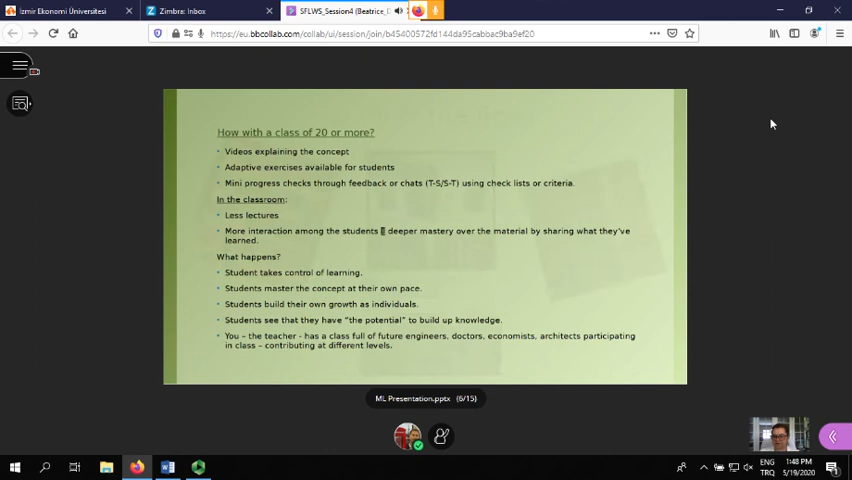 İzmir Ekonomi Üniversitesi
Zimbra: Inbox
SFLWS_Session4 (Beatrice_
https://eu.bbcollab.com/collab/ui/session/join/b45400572fd144da95cabbac9ba9ef20
How with a class of 20 or more?
• Videos explaining the concept
• Adaptive exercises available for students
• Mini progress checks through feedback or chats (T-S/S-T) using check lists or criteria.
In the classroom:
• Less lectures
• More interaction among the students deeper mastery over the material by sharing what they've
learned.
What happens?
• Student takes control of learning.
• Students master the concept at their own pace.
• Students build their own growth as individuals.
• Students see that they have "the potential" to build up knowledge.
• You – the teacher - has a class full of future engineers, doctors, economists, architects participating
in class – contributing at different levels.
ML Presentation.pptx (6/15)
ENG 1:48 PM
TRQ 5/19/2020